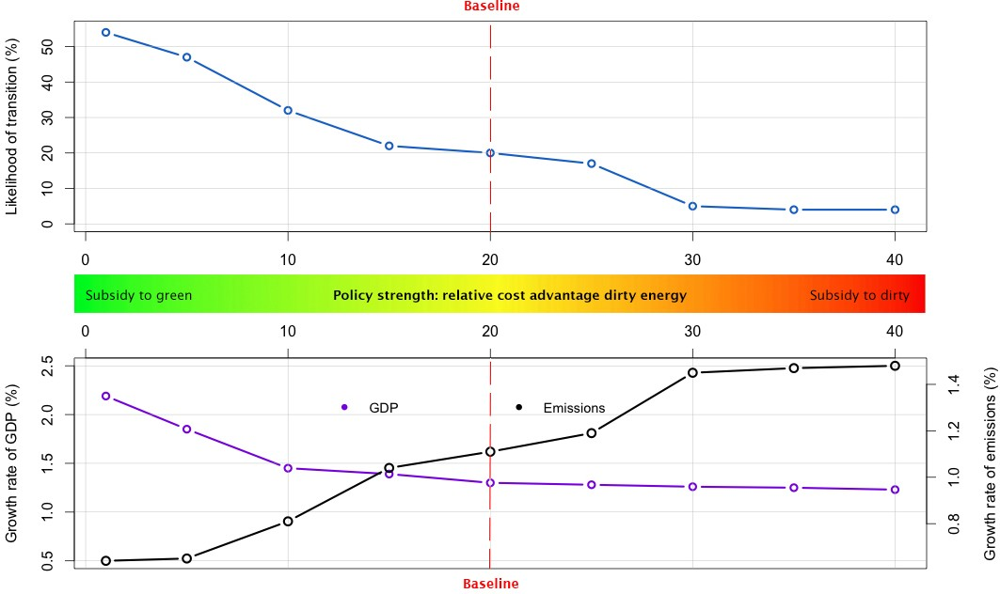 Baseline
Likelihood of transition (%)
50
40
30
20
10
0
0 10 20 30 40
Subsidy to green Policy strength: relative cost advantage dirty energy Subsidy to dirty
0 10 20 30 40
Growth rate of GDP (%)
2.5
2.0
1.5
1.0
0.5
GDP Emissions
1.4
1.2
1.0
0.8
Growth rate of emissions (%)
Baseline